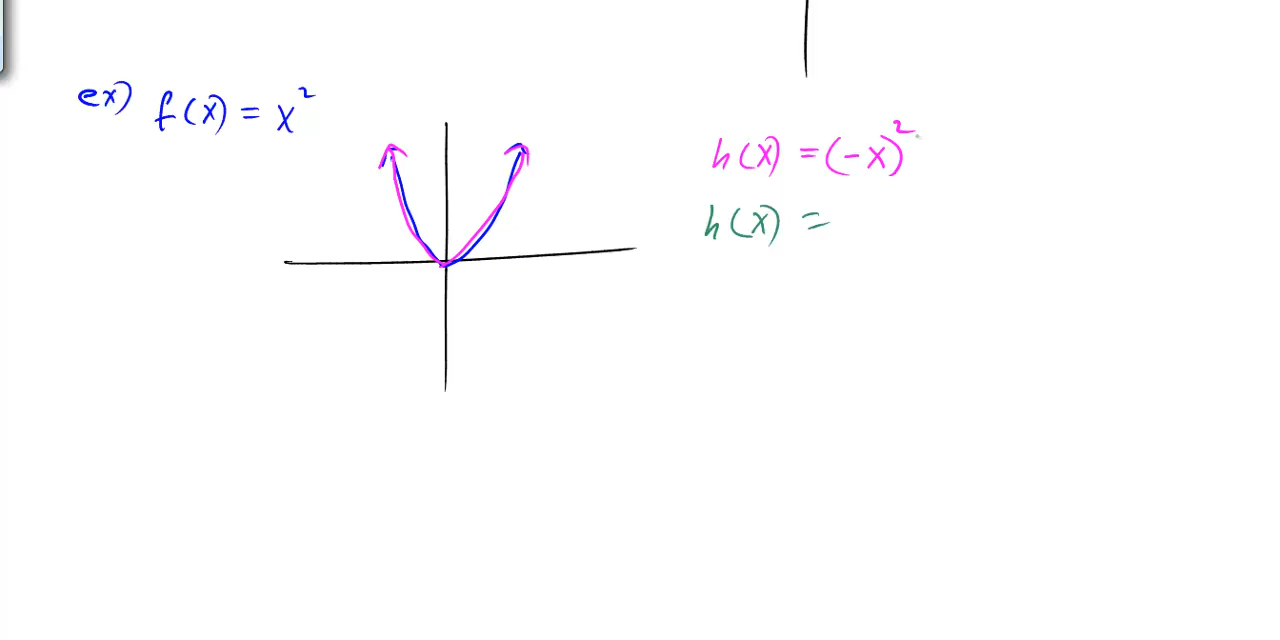 ex) f(x) = x²
h(x) = (-x)²
h(x) =